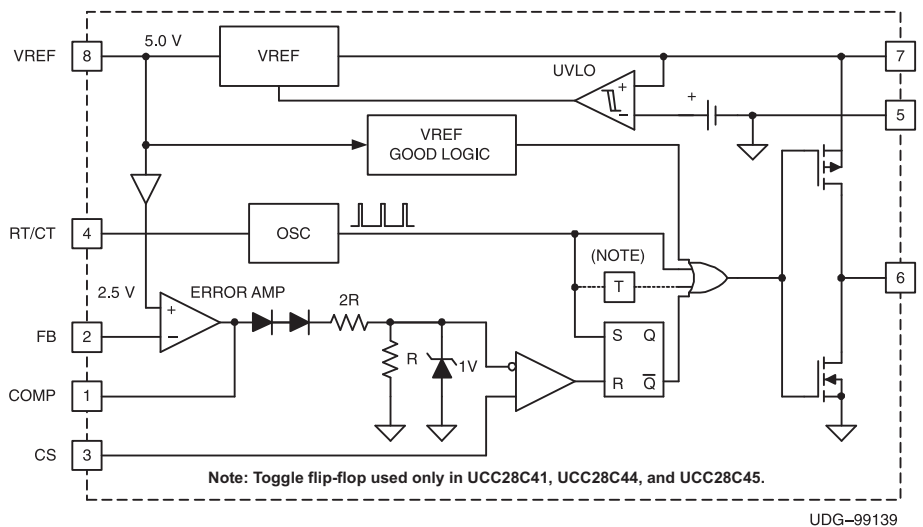 VREF
8
5.0 V
VREF
7
UVLO
+
−
+
5
VREF
GOOD LOGIC
RT/CT
4
OSC
(NOTE)
T
6
2.5 V
ERROR AMP
2R
+
−
FB
2
R
1V
S Q
R Q̅
COMP
1
CS
3
Note: Toggle flip-flop used only in UCC28C41, UCC28C44, and UCC28C45.
UDG–99139